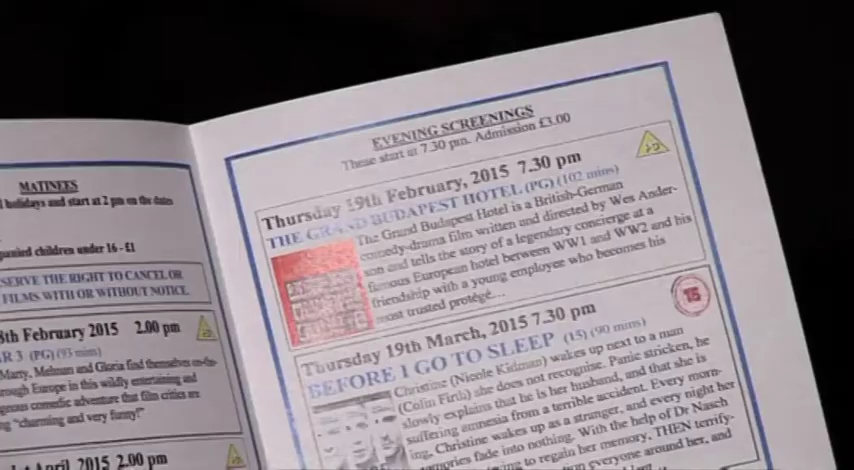 MATINEES
holidays and start at 2 pm on the dates
panied children under 16 - £1
SERVE THE RIGHT TO CANCEL OR
FILMS WITH OR WITHOUT NOTICE
8th February 2015 2.00 pm
R 3 (PG) (93 mins)
Marty, Melman and Gloria find themselves
rough Europe in this wildly entertaining and
geous comedic adventure that film critics are
"charming and very funny!"
April 2015 2.00 pm
EVENING SCREENINGS
These start at 7.30 pm. Admission £3.00
Thursday 19th February, 2015 7.30 pm
THE GRAND BUDAPEST HOTEL (PG) (102 mins)
The Grand Budapest Hotel is a British-German
comedy-drama film written and directed by Wes Ander-
son and tells the story of a legendary concierge at a
famous European hotel between WW1 and WW2 and his
friendship with a young employee who becomes his
most trusted protégé...
Thursday 19th March, 2015 7.30 pm
15
BEFORE I GO TO SLEEP (15) (90 mins)
Christine (Nicole Kidman) wakes up next to a man
(Colin Firth) she does not recognise. Panic stricken, he
slowly explains that he is her husband, and that she is
suffering amnesia from a terrible accident. Every morn-
ing, Christine wakes up as a stranger, and every night her
memories fade into nothing. With the help of Dr Nasch
to regain her memory, THEN terrify-
everyone around her, and